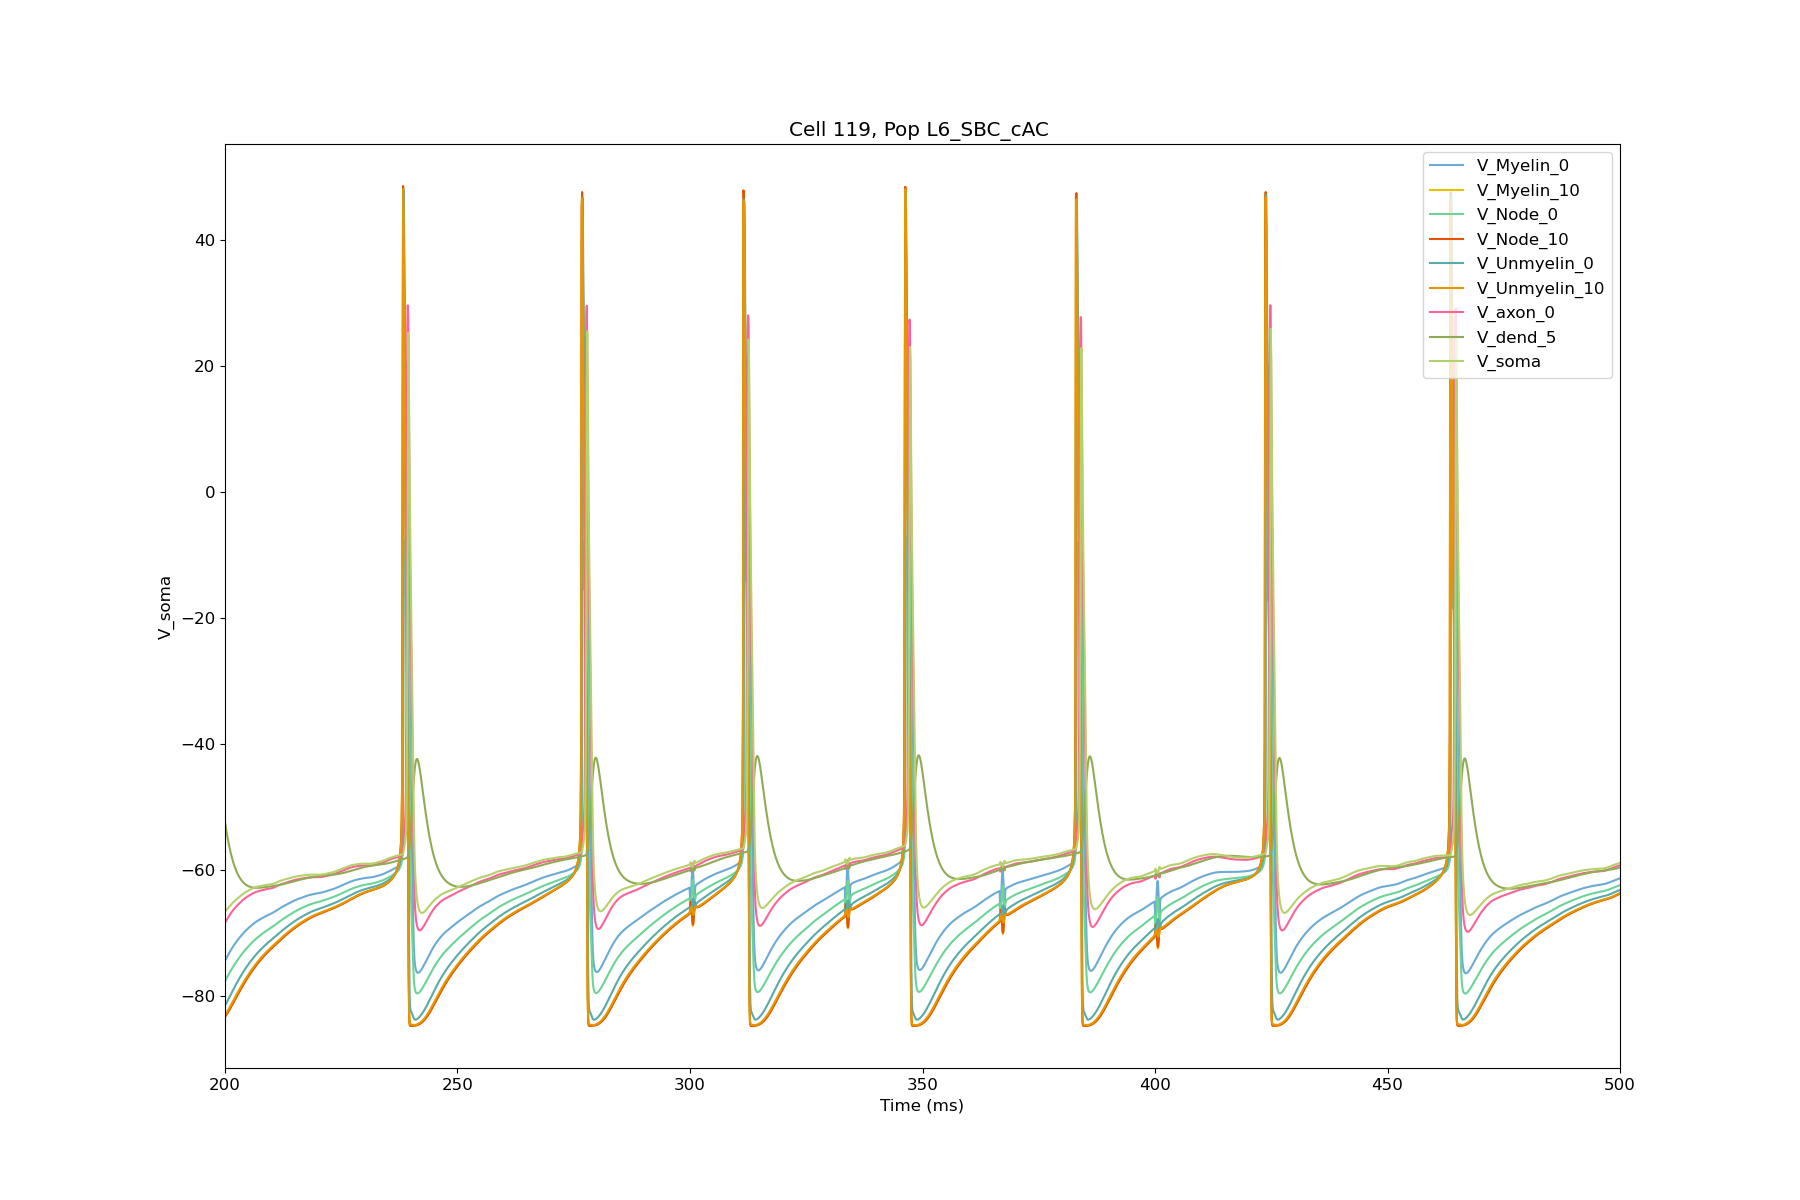 Cell 119, Pop L6_SBC_cAC
V_Myelin_0
V_Myelin_10
V_Node_0
V_Node_10
V_Unmyelin_0
V_Unmyelin_10
V_axon_0
V_dend_5
V_soma
40
20
0
−20
−40
−60
−80
V_soma
200 250 300 350 400 450 500
Time (ms)